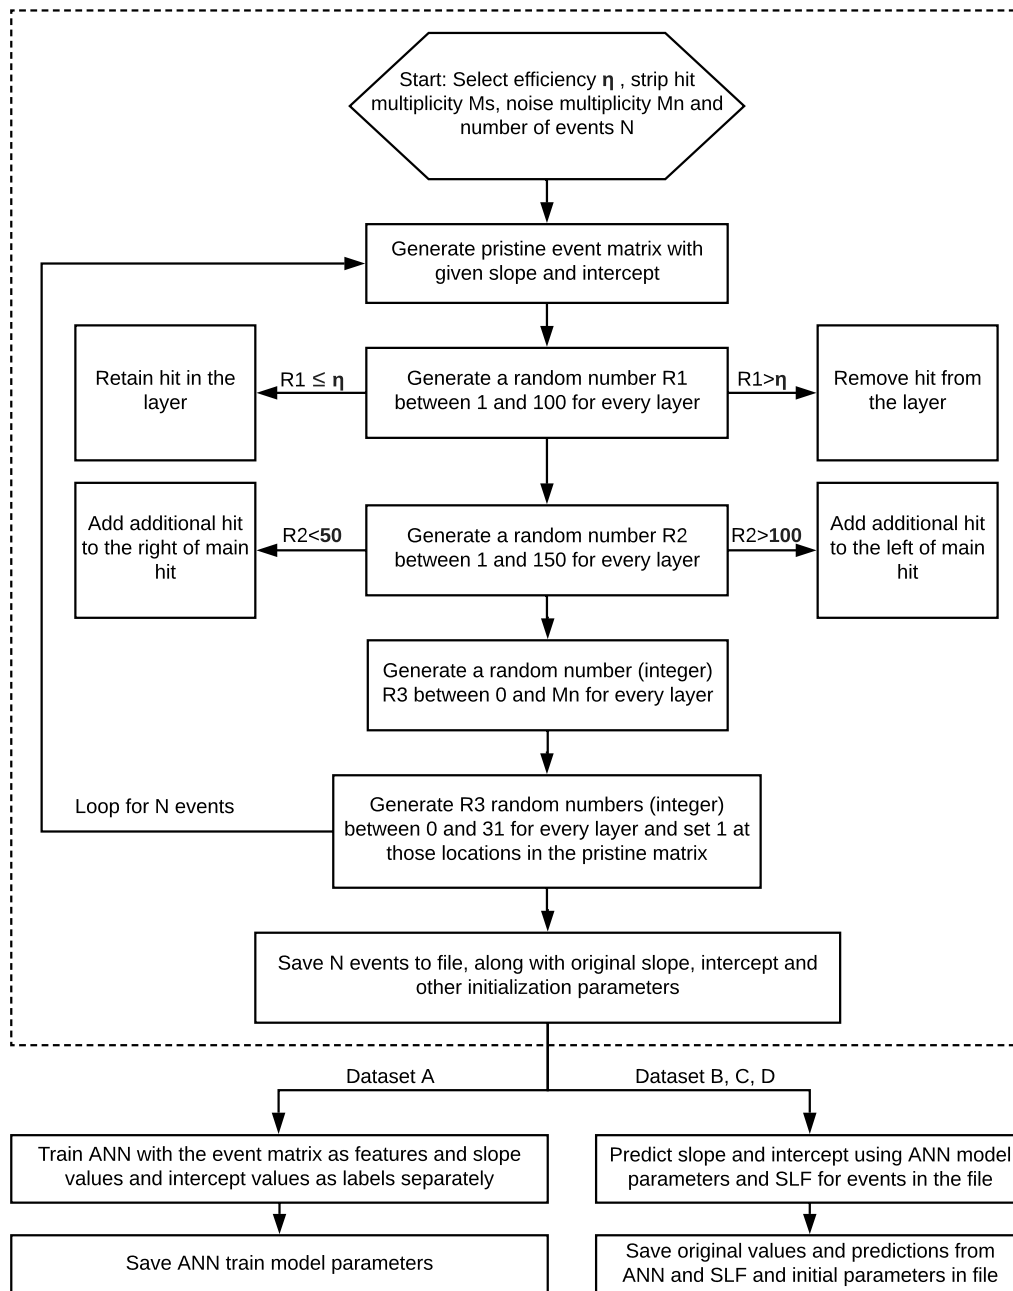 Start: Select efficiency η , strip hit
multiplicity Ms, noise multiplicity Mn and
number of events N
Generate pristine event matrix with
given slope and intercept
Retain hit in the
layer
R1 ≤ η
Generate a random number R1
between 1 and 100 for every layer
R1>η
Remove hit from
the layer
Add additional hit
to the right of main
hit
R2<50
Generate a random number R2
between 1 and 150 for every layer
R2>100
Add additional hit
to the left of main
hit
Generate a random number (integer)
R3 between 0 and Mn for every layer
Loop for N events
Generate R3 random numbers (integer)
between 0 and 31 for every layer and set 1 at
those locations in the pristine matrix
Save N events to file, along with original slope, intercept and
other initialization parameters
Dataset A
Dataset B, C, D
Train ANN with the event matrix as features and slope
values and intercept values as labels separately
Predict slope and intercept using ANN model
parameters and SLF for events in the file
Save ANN train model parameters
Save original values and predictions from
ANN and SLF and initial parameters in file